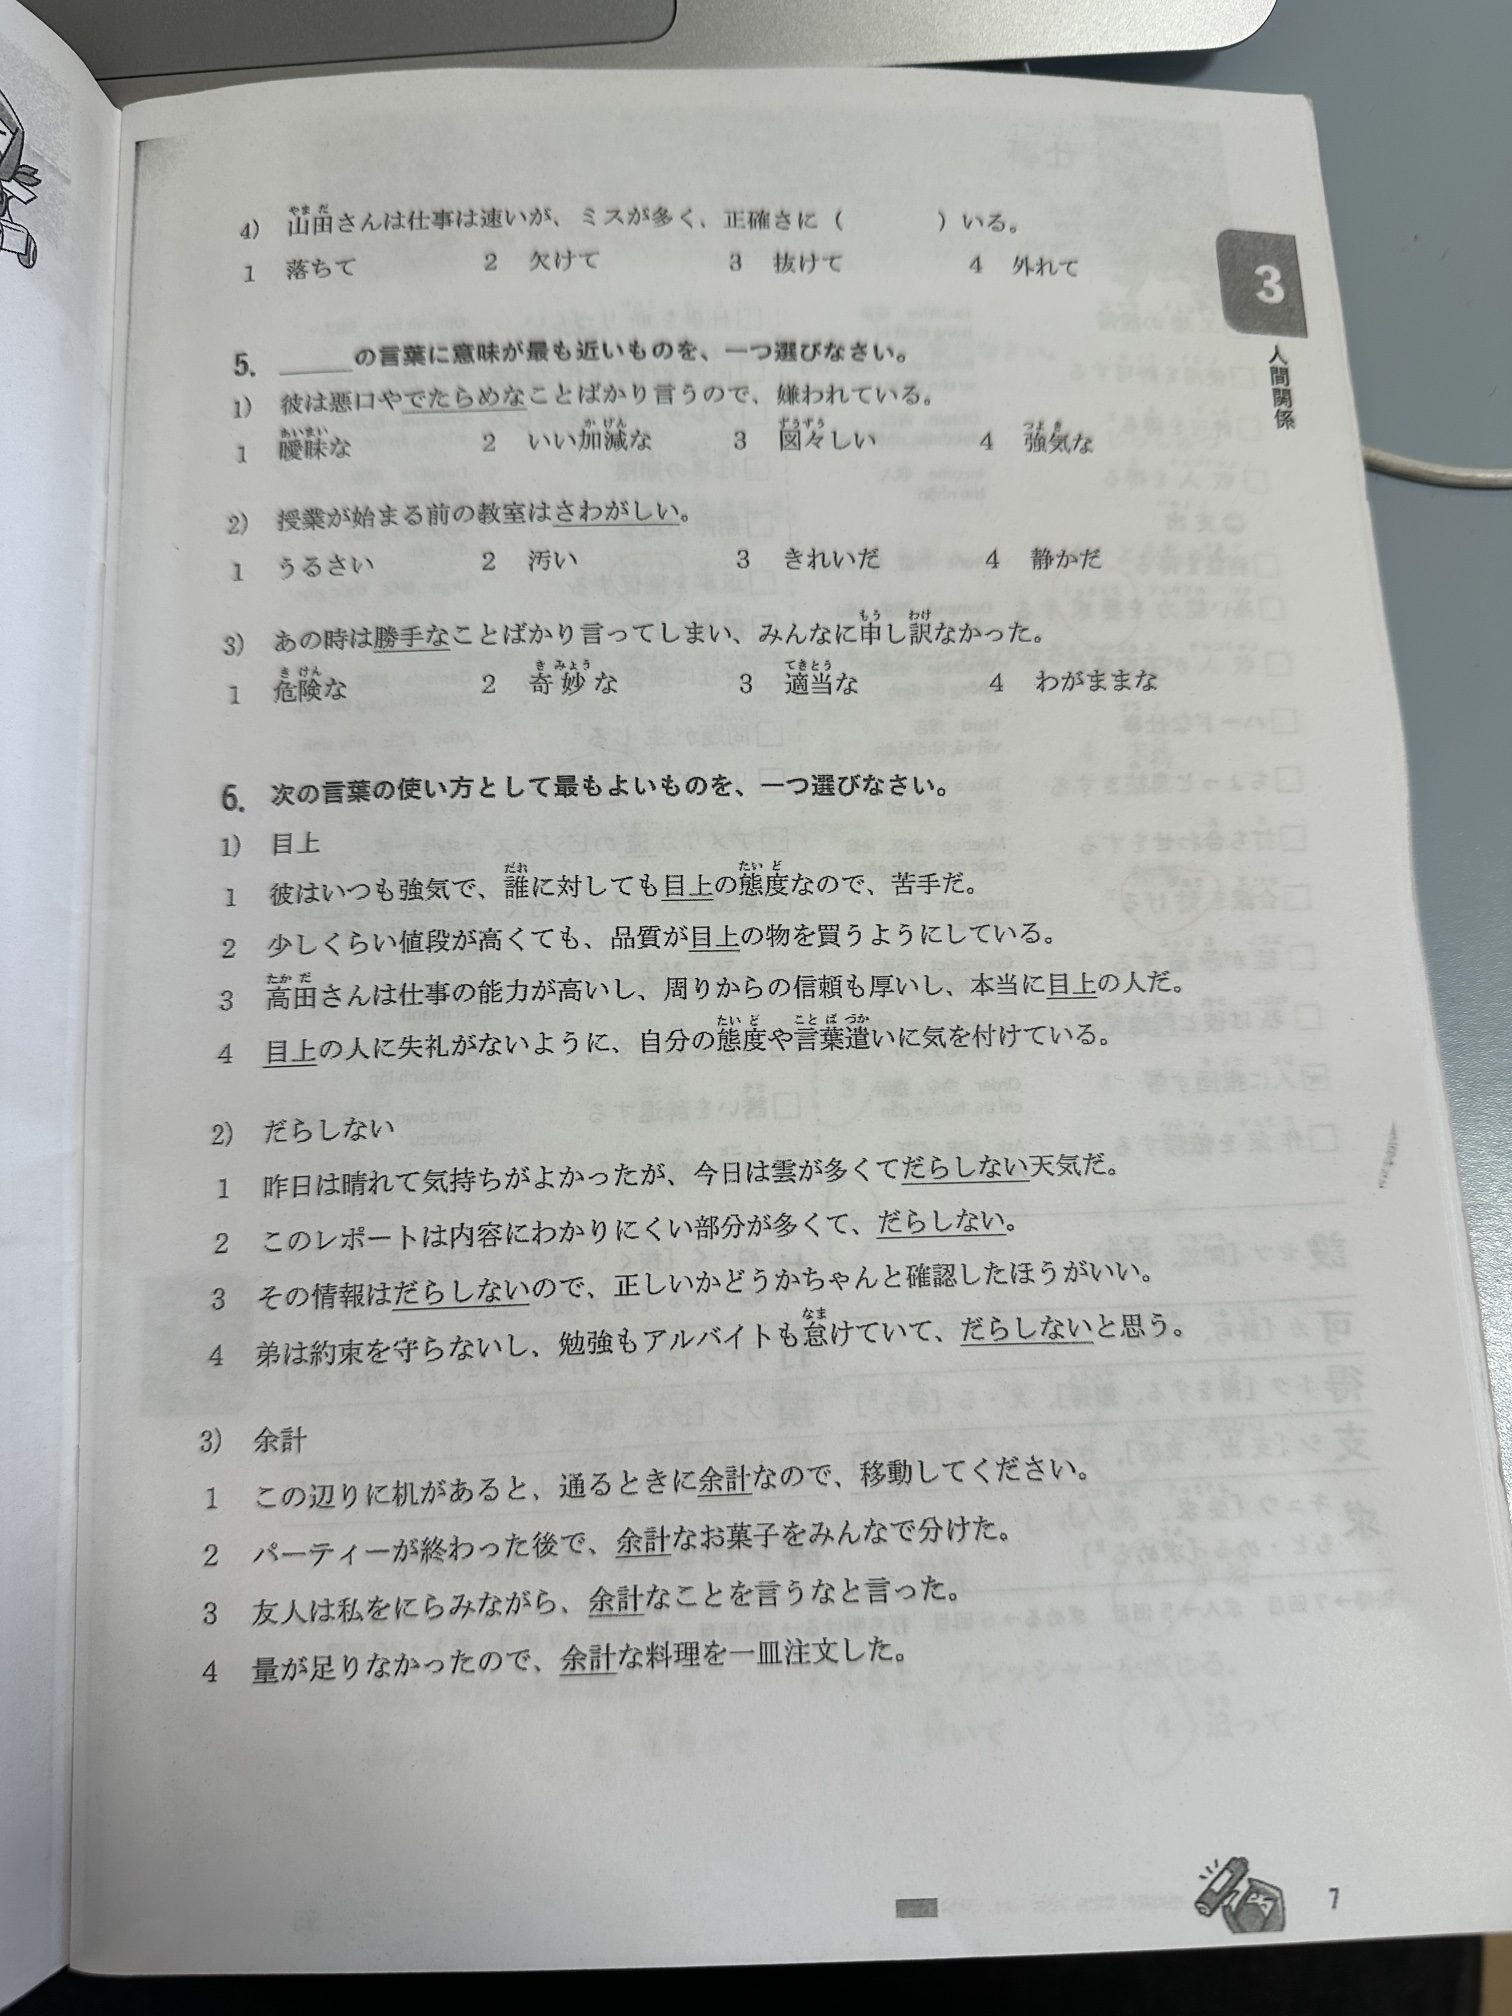 4) 山田さんは仕事は速いが、ミスが多く、正確さに（　　　）いる。
1 落ちて 2 欠けて 3 抜けて 4 外れて
3
人間関係
5. ＿＿＿の言葉に意味が最も近いものを、一つ選びなさい。
1) 彼は悪口やでたらめなことばかり言うので、嫌われている。
1 曖昧な 2 いい加減な 3 図々しい 4 強気な
2) 授業が始まる前の教室はさわがしい。
1 うるさい 2 汚い 3 きれいだ 4 静かだ
3) あの時は勝手なことばかり言ってしまい、みんなに申し訳なかった。
1 危険な 2 奇妙な 3 適当な 4 わがままな
6. 次の言葉の使い方として最もよいものを、一つ選びなさい。
1) 目上
1 彼はいつも強気で、誰に対しても目上の態度なので、苦手だ。
2 少しくらい値段が高くても、品質が目上の物を買うようにしている。
3 高田さんは仕事の能力が高いし、周りからの信頼も厚いし、本当に目上の人だ。
4 目上の人に失礼がないように、自分の態度や言葉遣いに気を付けている。
2) だらしない
1 昨日は晴れて気持ちがよかったが、今日は雲が多くてだらしない天気だ。
2 このレポートは内容にわかりにくい部分が多くて、だらしない。
3 その情報はだらしないので、正しいかどうかちゃんと確認したほうがいい。
4 弟は約束を守らないし、勉強もアルバイトも怠けていて、だらしないと思う。
3) 余計
1 この辺りに机があると、通るときに余計なので、移動してください。
2 パーティーが終わった後で、余計なお菓子をみんなで分けた。
3 友人は私をにらみながら、余計なことを言うなと言った。
4 量が足りなかったので、余計な料理を一皿注文した。
7